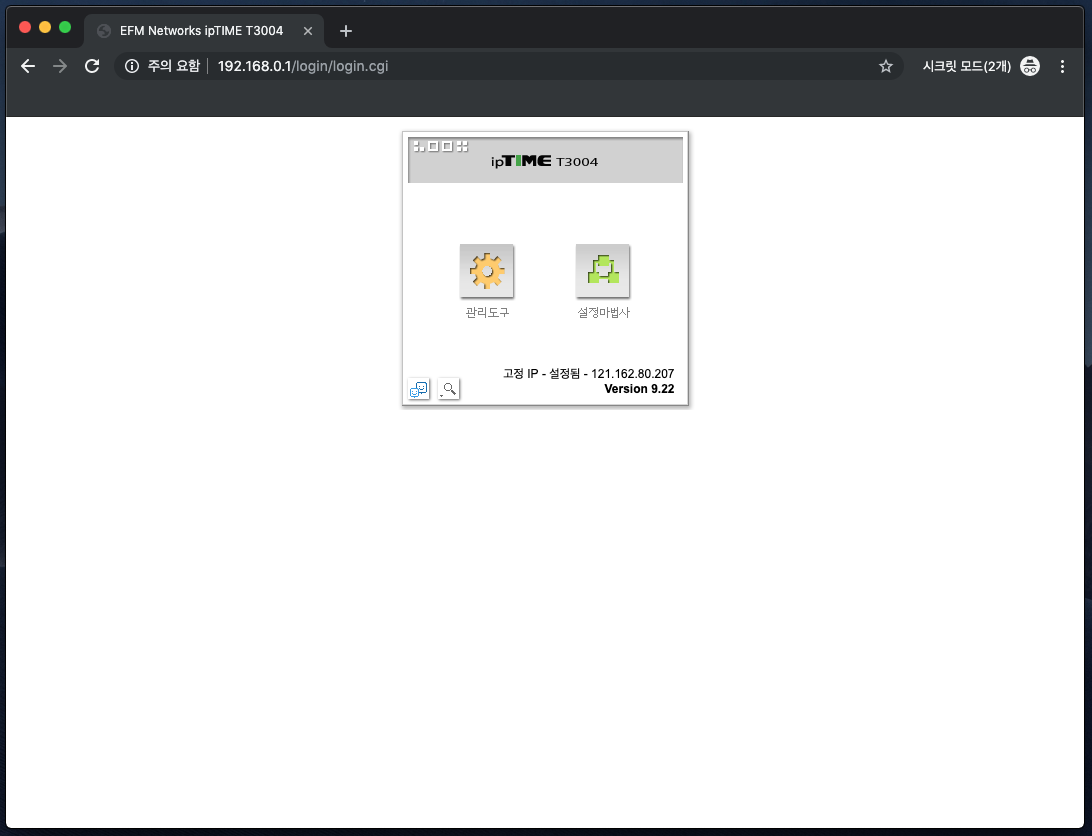 EFM Networks ipTIME T3004
주의 요함 192.168.0.1/login/login.cgi 시크릿 모드(2개)
ipTIME T3004
관리도구 설정마법사
고정 IP - 설정됨 - 121.162.80.207
Version 9.22